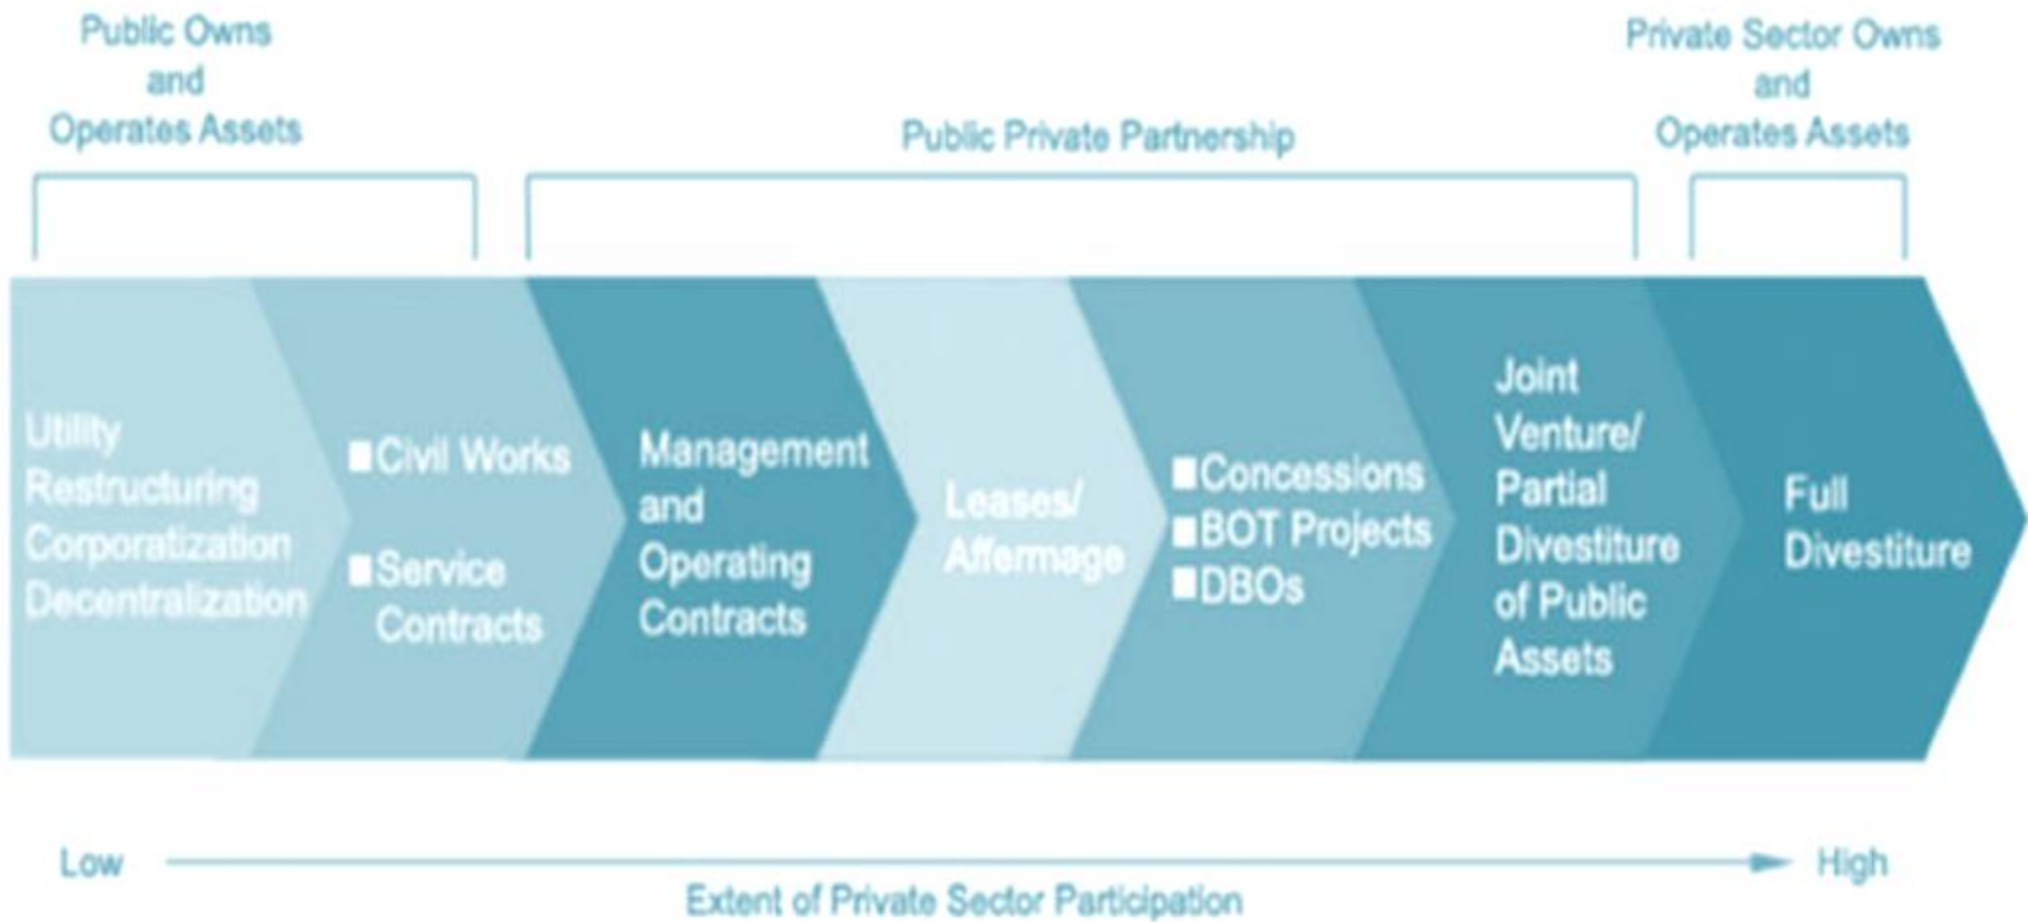 Public Owns
and
Operates Assets
Public Private Partnership
Private Sector Owns
and
Operates Assets
Utility
Restructuring
Corporatization
Decentralization
■Civil Works
■Service
Contracts
Management
and
Operating
Contracts
Leases/
Affermage
■Concessions
■BOT Projects
■DBOs
Joint
Venture/
Partial
Divestiture
of Public
Assets
Full
Divestiture
Low
High
Extent of Private Sector Participation